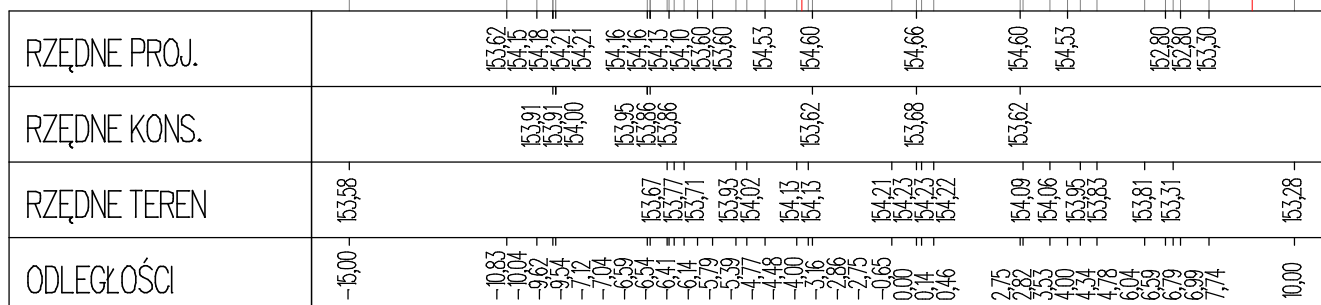 RZĘDNE PROJ. 153,62 154,15 154,18 154,21 154,21 154,16 154,16 154,13 154,10 153,60 153,60 154,53 154,60 154,66 154,60 154,53 152,80 152,80 153,30
RZĘDNE KONS. 153,91 153,91 154,00 153,95 153,86 153,86 153,62 153,68 153,62
RZĘDNE TEREN 153,58 153,67 153,77 153,71 153,93 154,02 154,13 154,13 154,21 154,23 154,23 154,22 154,09 154,06 153,95 153,83 153,81 153,31 153,28
ODLEGŁOŚCI -15,00 -10,83 -10,04 -9,62 -9,54 -7,12 -7,04 -6,59 -6,54 -6,41 -6,14 -5,79 -5,39 -4,77 -4,48 -4,00 -3,16 -2,86 -2,75 -0,65 0,00 0,14 0,46 2,75 2,82 3,53 4,00 4,34 4,78 6,04 6,59 6,79 6,99 7,74 10,00